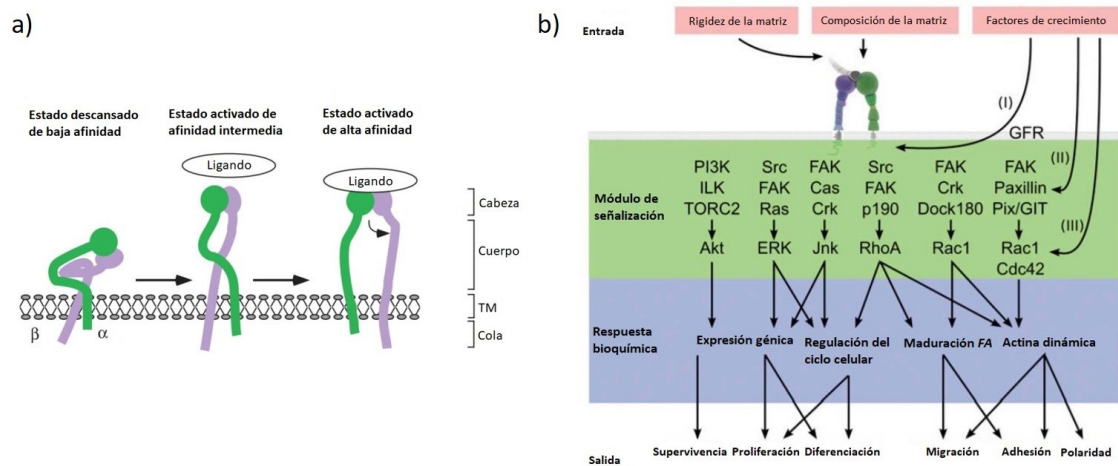 a)
Estado descansado
de baja afinidad
Estado activado de
afinidad intermedia
Estado activado
de alta afinidad
Ligando
Ligando
Cabeza
Cuerpo
TM
Cola
β
α
b)
Entrada
Rigidez de la matriz
Composición de la matriz
Factores de crecimiento
(I)
GFR
(II)
(III)
Módulo de
señalización
PI3K
ILK
TORC2
Akt
Src
FAK
Ras
ERK
FAK
Cas
Crk
Jnk
Src
FAK
p190
RhoA
FAK
Crk
Dock180
Rac1
FAK
Paxillin
Pix/GIT
Rac1
Cdc42
Respuesta
bioquímica
Expresión génica
Regulación del
ciclo celular
Maduración FA
Actina dinámica
Salida
Supervivencia
Proliferación
Diferenciación
Migración
Adhesión
Polaridad